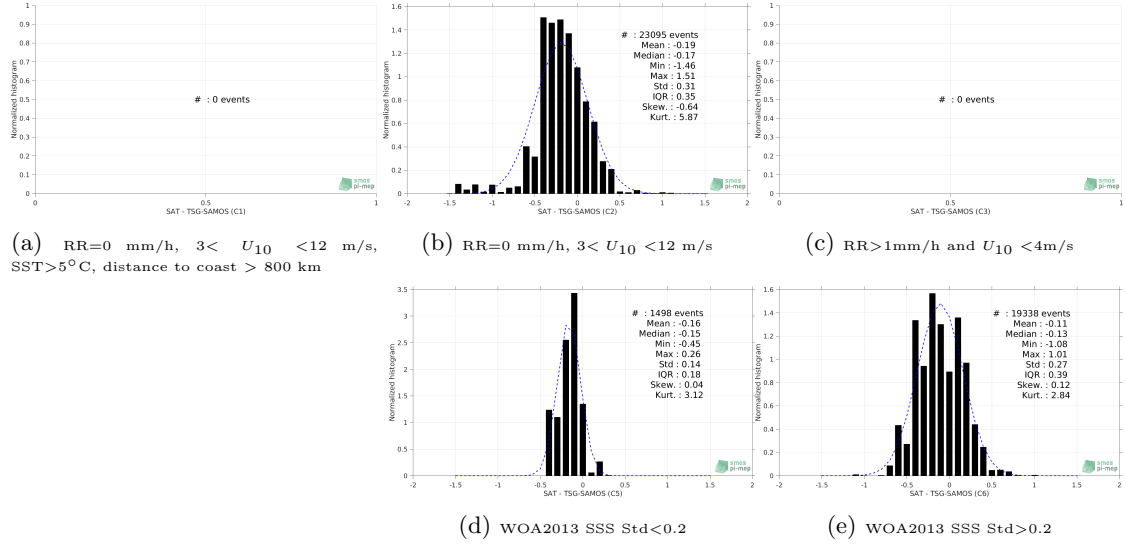 1
0.9
0.8
0.7
0.6
0.5
0.4
0.3
0.2
0.1
0
0
0.5
1
Normalized histogram
# : 0 events
SAT - TSG-SAMOS (C1)
smos
pi-mep
1.6
1.4
1.2
1
0.8
0.6
0.4
0.2
0
-2
-1.5
-1
-0.5
0
0.5
1
1.5
2
Normalized histogram
# : 23095 events
Mean : -0.19
Median : -0.17
Min : -1.46
Max : 1.51
Std : 0.31
IQR : 0.35
Skew. : -0.64
Kurt. : 5.87
SAT - TSG-SAMOS (C2)
smos
pi-mep
1
0.9
0.8
0.7
0.6
0.5
0.4
0.3
0.2
0.1
0
0
0.5
1
Normalized histogram
# : 0 events
SAT - TSG-SAMOS (C3)
smos
pi-mep
(a) RR=0 mm/h, 3< U10 <12 m/s,
SST>5°C, distance to coast > 800 km
(b) RR=0 mm/h, 3< U10 <12 m/s
(c) RR>1mm/h and U10 <4m/s
3.5
3
2.5
2
1.5
1
0.5
0
-2
-1.5
-1
-0.5
0
0.5
1
1.5
2
Normalized histogram
# : 1498 events
Mean : -0.16
Median : -0.15
Min : -0.45
Max : 0.26
Std : 0.14
IQR : 0.18
Skew. : 0.04
Kurt. : 3.12
SAT - TSG-SAMOS (C5)
smos
pi-mep
1.6
1.4
1.2
1
0.8
0.6
0.4
0.2
0
-2
-1.5
-1
-0.5
0
0.5
1
1.5
2
Normalized histogram
# : 19338 events
Mean : -0.11
Median : -0.13
Min : -1.08
Max : 1.01
Std : 0.27
IQR : 0.39
Skew. : 0.12
Kurt. : 2.84
SAT - TSG-SAMOS (C6)
smos
pi-mep
(d) WOA2013 SSS Std<0.2
(e) WOA2013 SSS Std>0.2